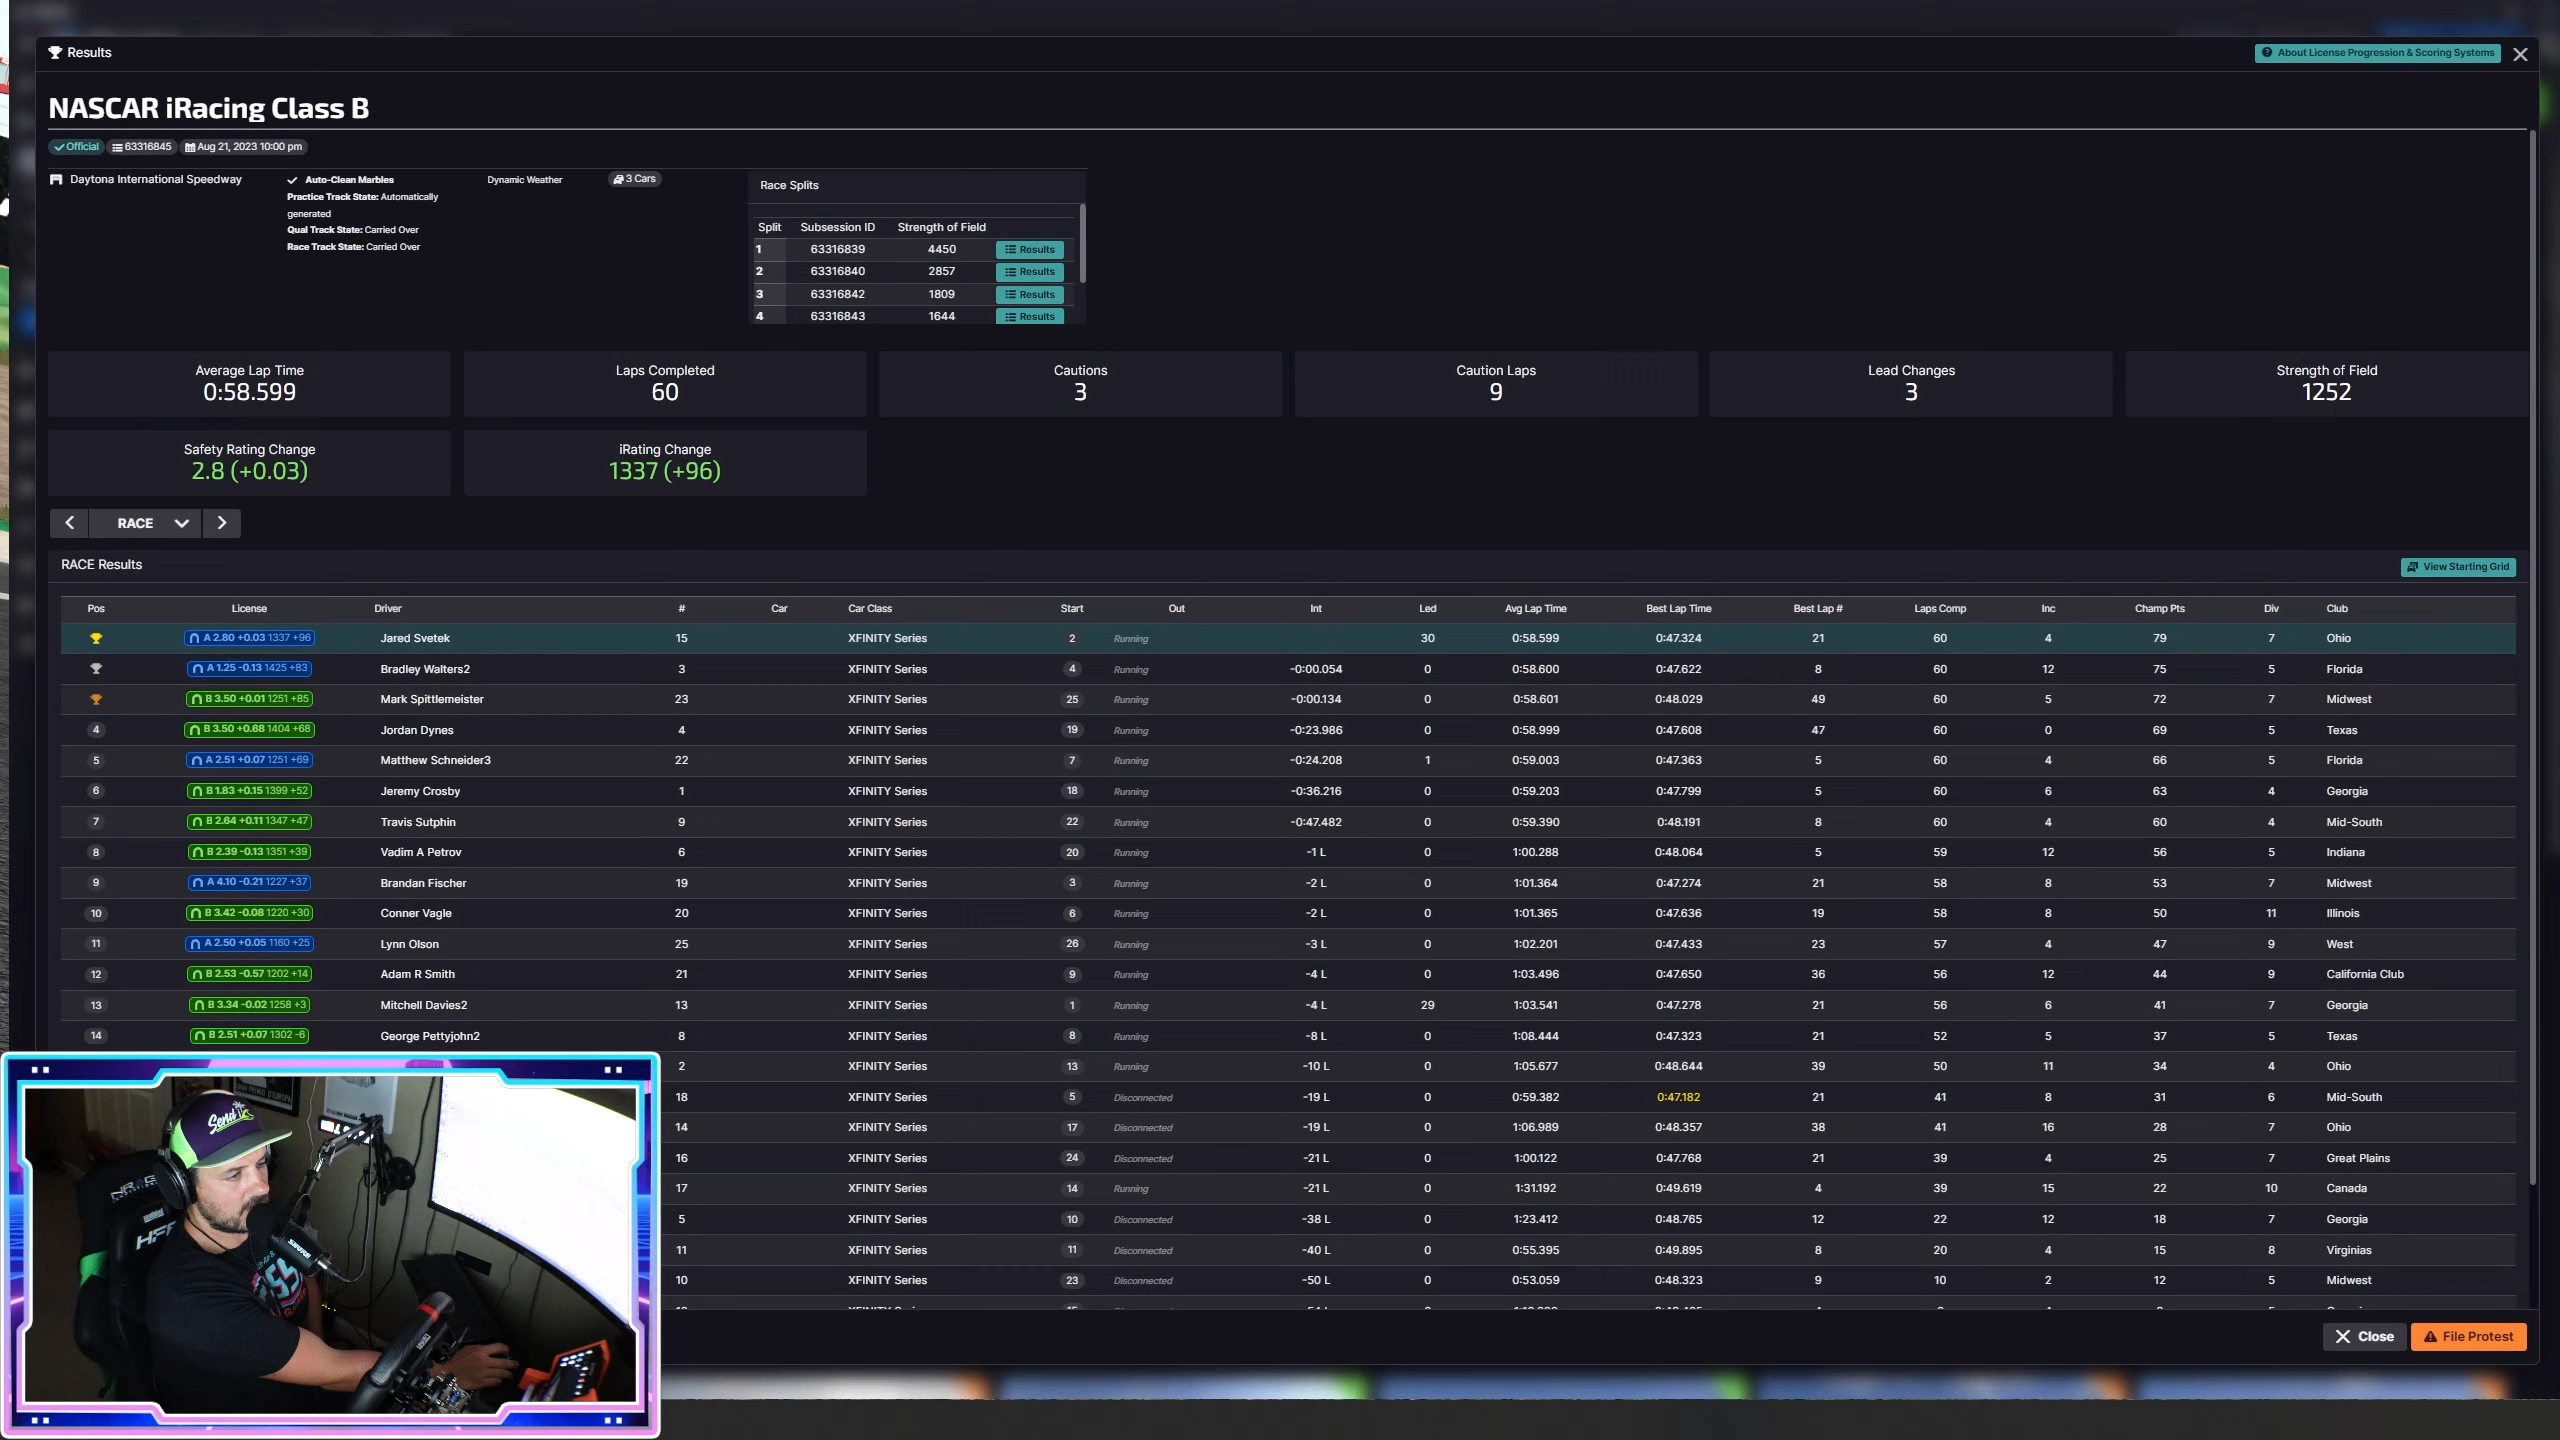 Results
About License Progression & Scoring Systems
NASCAR iRacing Class B
Official 63316845 Aug 21, 2023 10:00 pm
Daytona International Speedway
Auto-Clean Marbles
Practice Track State: Automatically
generated
Qual Track State: Carried Over
Race Track State: Carried Over
Dynamic Weather
3 Cars
Race Splits
Split Subsession ID Strength of Field
1 63316839 4450 Results
2 63316840 2857 Results
3 63316842 1809 Results
4 63316843 1644 Results
Average Lap Time
0:58.599
Laps Completed
60
Cautions
3
Caution Laps
9
Lead Changes
3
Strength of Field
1252
Safety Rating Change
2.8 (+0.03)
iRating Change
1337 (+96)
RACE
RACE Results
View Starting Grid
Pos License Driver # Car Car Class Start Out Int Led Avg Lap Time Best Lap Time Best Lap # Laps Comp Inc Champ Pts Div Club
A 2.80 +0.03 1337 +96 Jared Svetek 15 XFINITY Series 2 Running 30 0:58.599 0:47.324 21 60 4 79 7 Ohio
A 1.25 -0.13 1425 +83 Bradley Walters2 3 XFINITY Series 4 Running -0:00.054 0 0:58.600 0:47.622 8 60 12 75 5 Florida
B 3.50 +0.01 1251 +85 Mark Spittlemeister 23 XFINITY Series 25 Running -0:00.134 0 0:58.601 0:48.029 49 60 5 72 7 Midwest
4 B 3.50 +0.68 1404 +68 Jordan Dynes 4 XFINITY Series 19 Running -0:23.986 0 0:58.999 0:47.608 47 60 0 69 5 Texas
5 A 2.51 +0.07 1251 +69 Matthew Schneider3 22 XFINITY Series 7 Running -0:24.208 1 0:59.003 0:47.363 5 60 4 66 5 Florida
6 B 1.83 +0.15 1399 +52 Jeremy Crosby 1 XFINITY Series 18 Running -0:36.216 0 0:59.203 0:47.799 5 60 6 63 4 Georgia
7 B 2.64 +0.11 1347 +47 Travis Sutphin 9 XFINITY Series 22 Running -0:47.482 0 0:59.390 0:48.191 8 60 4 60 4 Mid-South
8 B 2.39 -0.13 1351 +39 Vadim A Petrov 6 XFINITY Series 20 Running -1 L 0 1:00.288 0:48.064 5 59 12 56 5 Indiana
9 A 4.10 -0.21 1227 +37 Brandan Fischer 19 XFINITY Series 3 Running -2 L 0 1:01.364 0:47.274 21 58 8 53 7 Midwest
10 B 3.42 -0.08 1220 +30 Conner Vagle 20 XFINITY Series 6 Running -2 L 0 1:01.365 0:47.636 19 58 8 50 11 Illinois
11 A 2.50 +0.05 1160 +25 Lynn Olson 25 XFINITY Series 26 Running -3 L 0 1:02.201 0:47.433 23 57 4 47 9 West
12 B 2.53 -0.57 1202 +14 Adam R Smith 21 XFINITY Series 9 Running -4 L 0 1:03.496 0:47.650 36 56 12 44 9 California Club
13 B 3.34 -0.02 1258 +3 Mitchell Davies2 13 XFINITY Series 1 Running -4 L 29 1:03.541 0:47.278 21 56 6 41 7 Georgia
14 B 2.51 +0.07 1302 -6 George Pettyjohn2 8 XFINITY Series 8 Running -8 L 0 1:08.444 0:47.323 21 52 5 37 5 Texas
2 XFINITY Series 13 Running -10 L 0 1:05.677 0:48.644 39 50 11 34 4 Ohio
18 XFINITY Series 5 Disconnected -19 L 0 0:59.382 0:47.182 21 41 8 31 6 Mid-South
14 XFINITY Series 17 Disconnected -19 L 0 1:06.989 0:48.357 38 41 16 28 7 Ohio
16 XFINITY Series 24 Disconnected -21 L 0 1:00.122 0:47.768 21 39 4 25 7 Great Plains
17 XFINITY Series 14 Running -21 L 0 1:31.192 0:49.619 4 39 15 22 10 Canada
5 XFINITY Series 10 Disconnected -38 L 0 1:23.412 0:48.765 12 22 12 18 7 Georgia
11 XFINITY Series 11 Disconnected -40 L 0 0:55.395 0:49.895 8 20 4 15 8 Virginias
10 XFINITY Series 23 Disconnected -50 L 0 0:53.059 0:48.323 9 10 2 12 5 Midwest
Send
SHURE
Close
File Protest